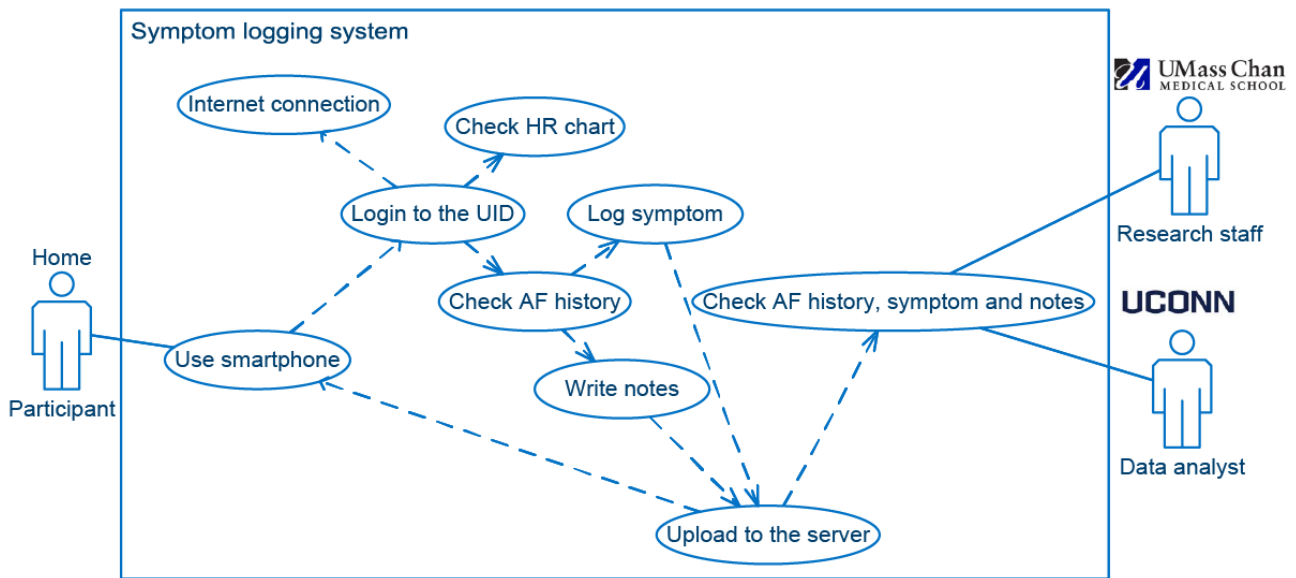 Symptom logging system
UMass Chan
MEDICAL SCHOOL
Internet connection
Check HR chart
Login to the UID
Log symptom
Research staff
Home
Check AF history
Check AF history, symptom and notes
UCONN
Use smartphone
Write notes
Participant
Data analyst
Upload to the server